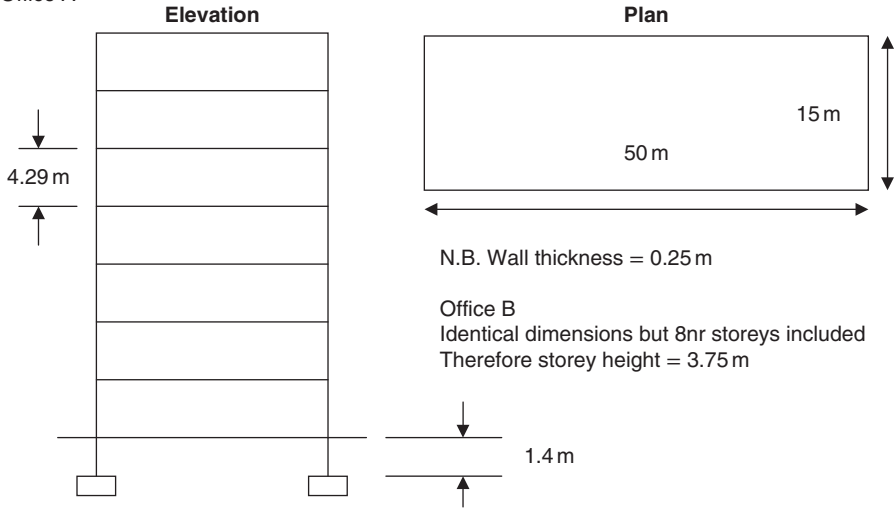 Elevation
Plan
4.29 m
15 m
50 m
N.B. Wall thickness = 0.25 m
Office B
Identical dimensions but 8nr storeys included
Therefore storey height = 3.75 m
1.4 m